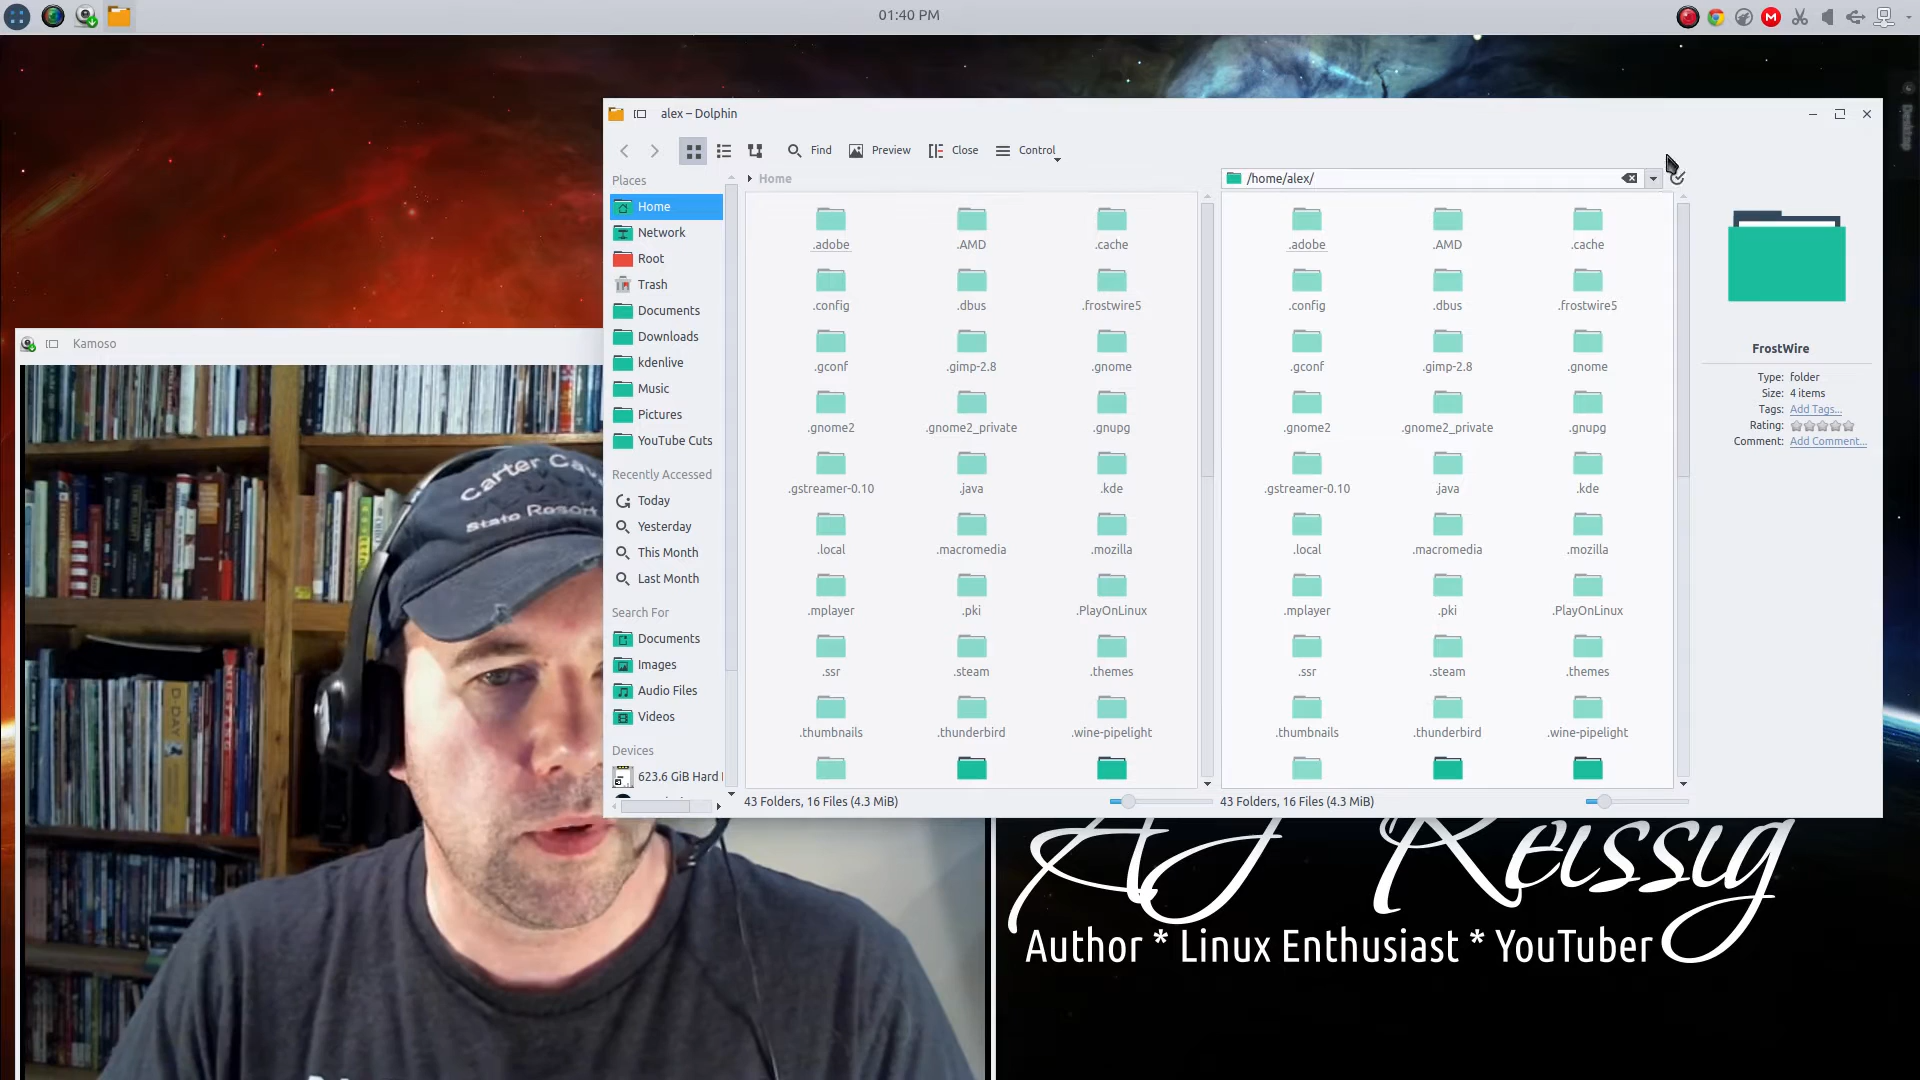 01:40 PM
Desktop
alex – Dolphin
Find
Preview
Close
Control
Places
Home
Network
Root
Trash
Documents
Downloads
kdenlive
Music
Pictures
YouTube Cuts
Recently Accessed
Today
Yesterday
This Month
Last Month
Search For
Documents
Images
Audio Files
Videos
Devices
623.6 GiB Hard
Home
.adobe .AMD .cache
.config .dbus .frostwire5
.gconf .gimp-2.8 .gnome
.gnome2 .gnome2_private .gnupg
.gstreamer-0.10 .java .kde
.local .macromedia .mozilla
.mplayer .pki .PlayOnLinux
.ssr .steam .themes
.thumbnails .thunderbird .wine-pipelight
43 Folders, 16 Files (4.3 MiB)
/home/alex/
.adobe .AMD .cache
.config .dbus .frostwire5
.gconf .gimp-2.8 .gnome
.gnome2 .gnome2_private .gnupg
.gstreamer-0.10 .java .kde
.local .macromedia .mozilla
.mplayer .pki .PlayOnLinux
.ssr .steam .themes
.thumbnails .thunderbird .wine-pipelight
43 Folders, 16 Files (4.3 MiB)
FrostWire
Type: folder
Size: 4 items
Tags: Add Tags...
Rating:
Comment: Add Comment...
Kamoso
Carter Cav
State Resort
D-DAY
MUSTANG
AJ Reissig
Author * Linux Enthusiast * YouTuber